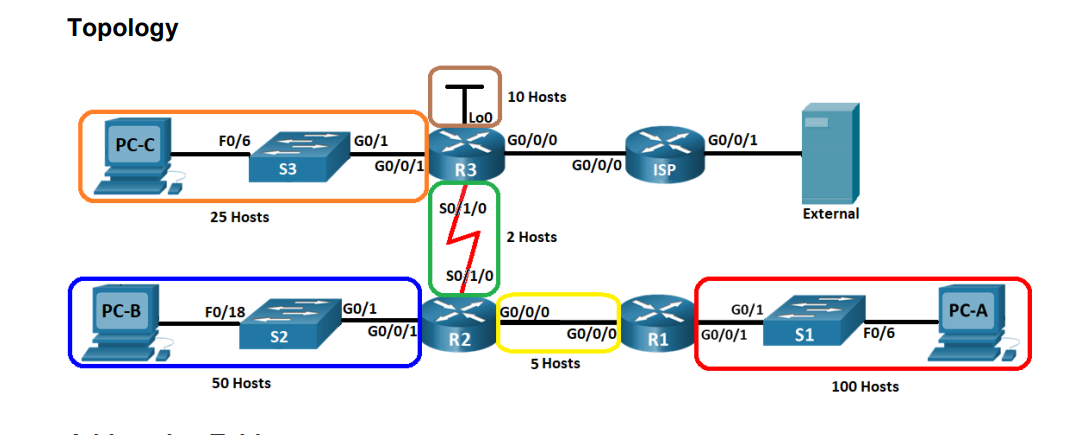 Topology
10 Hosts
Lo0
PC-C
F0/6
G0/1
G0/0/1
S3
R3
G0/0/0
G0/0/0
ISP
G0/0/1
External
25 Hosts
S0/1/0
2 Hosts
S0/1/0
PC-B
F0/18
G0/1
G0/0/1
S2
R2
G0/0/0
G0/0/0
R1
G0/1
G0/0/1
S1
F0/6
PC-A
50 Hosts
5 Hosts
100 Hosts